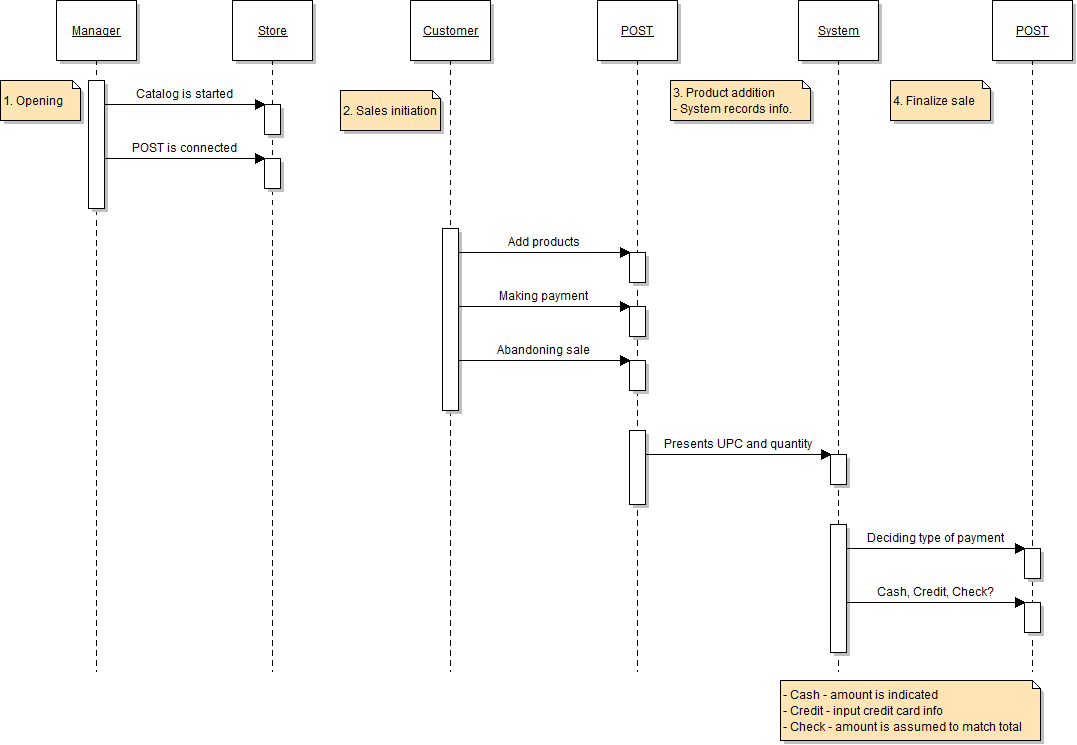 Manager
Store
Customer
POST
System
POST
1. Opening
Catalog is started
2. Sales initiation
3. Product addition
- System records info.
4. Finalize sale
POST is connected
Add products
Making payment
Abandoning sale
Presents UPC and quantity
Deciding type of payment
Cash, Credit, Check?
- Cash - amount is indicated
- Credit - input credit card info
- Check - amount is assumed to match total